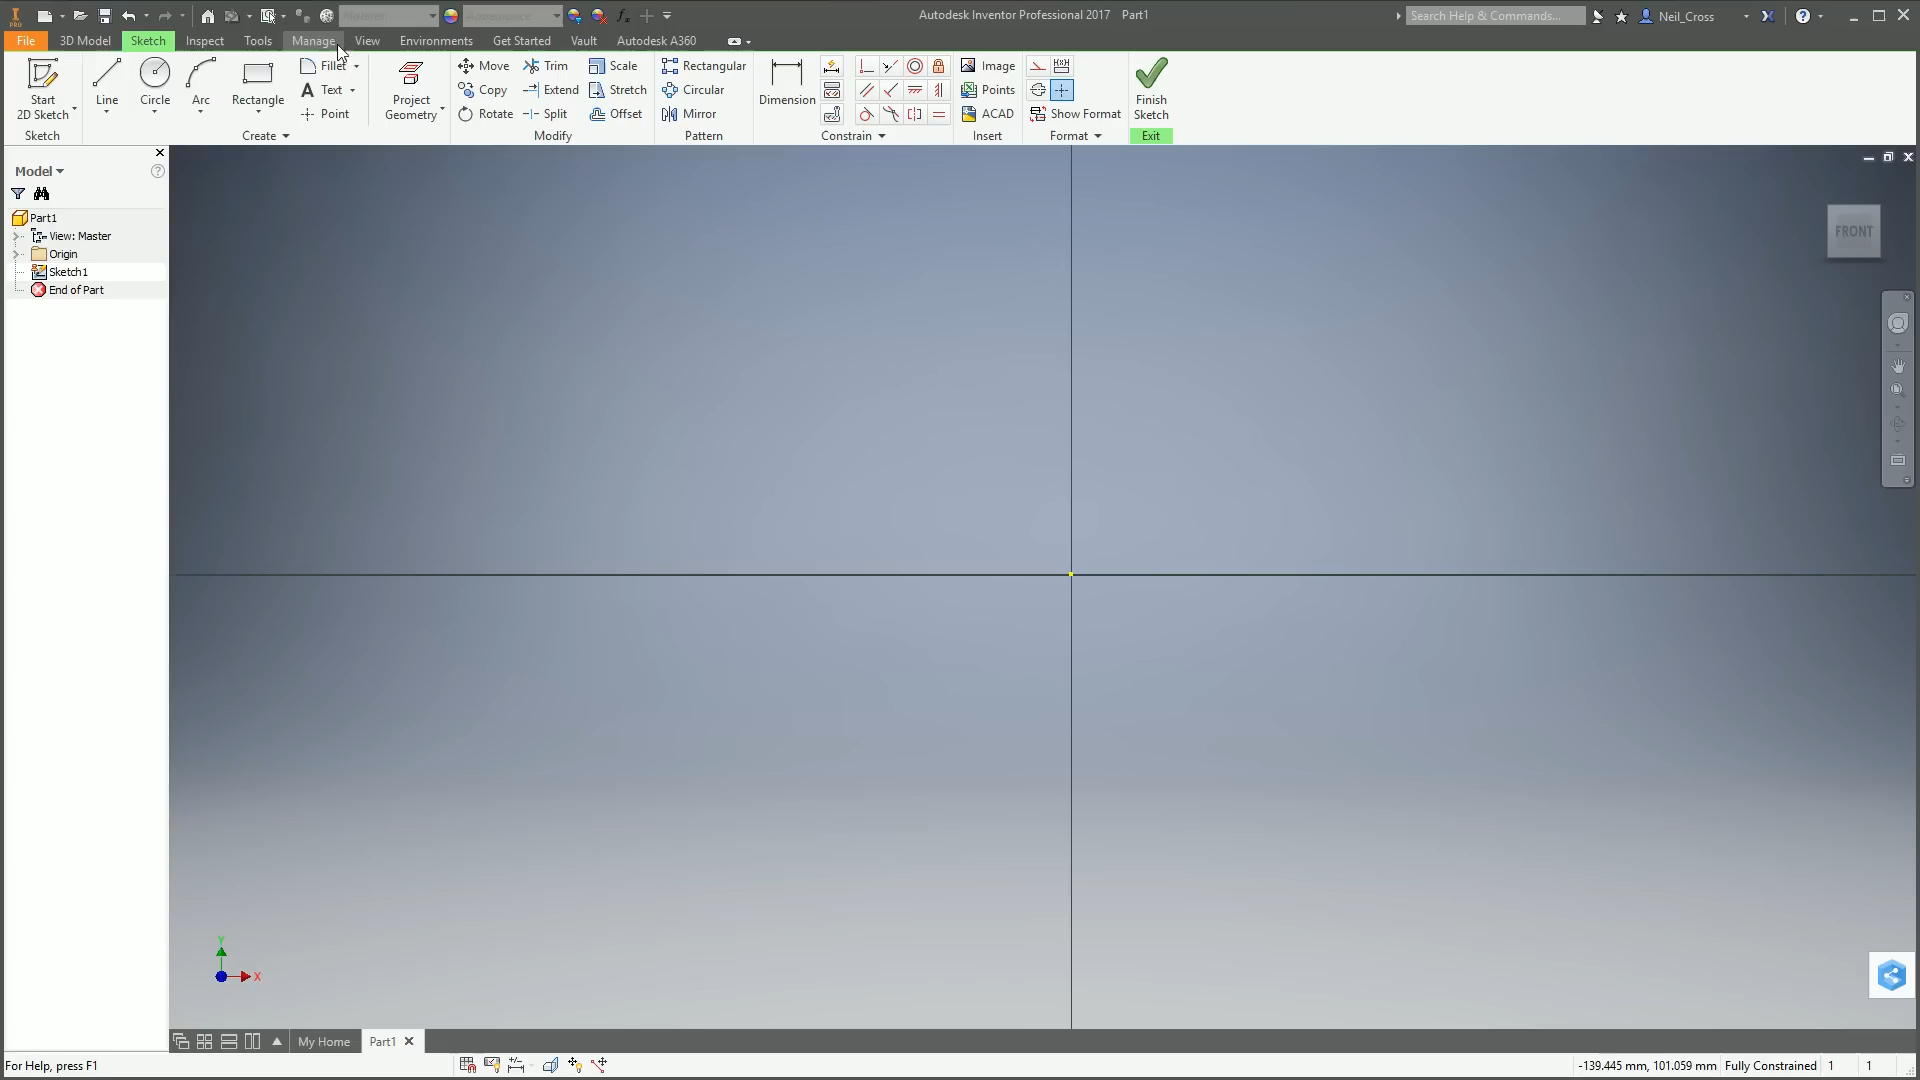 PRO Material Appearance fx Autodesk Inventor Professional 2017 Part1 Search Help & Commands... Neil_Cross
File 3D Model Sketch Inspect Tools Manage View Environments Get Started Vault Autodesk A360
Start 2D Sketch
Line
Circle
Arc
Rectangle
Fillet
Text
Point
Project Geometry
Move Trim Scale
Copy Extend Stretch
Rotate Split Offset
Rectangular
Circular
Mirror
Dimension
Image
Points
ACAD
Show Format
Finish Sketch
Sketch Create Modify Pattern Constrain Insert Format Exit
Model
Part1
View: Master
Origin
Sketch1
End of Part
FRONT
Y
X
My Home Part1
For Help, press F1 -139.445 mm, 101.059 mm Fully Constrained 1 1